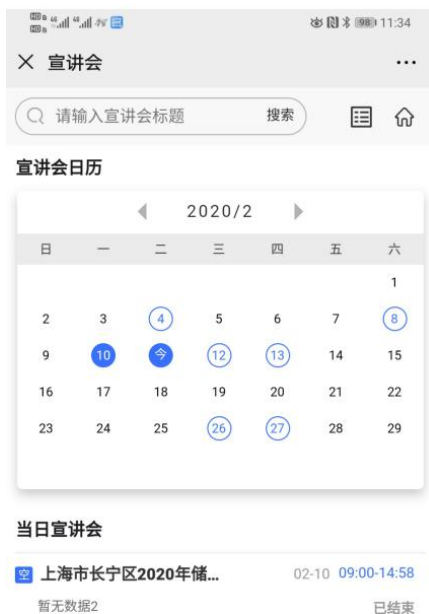 11:34
宣讲会
请输入宣讲会标题 搜索
宣讲会日历
2020/2
日 一 二 三 四 五 六
1
2 3 4 5 6 7 8
9 10 今 12 13 14 15
16 17 18 19 20 21 22
23 24 25 26 27 28 29
当日宣讲会
空 上海市长宁区2020年储... 02-10 09:00-14:58
暂无数据2 已结束